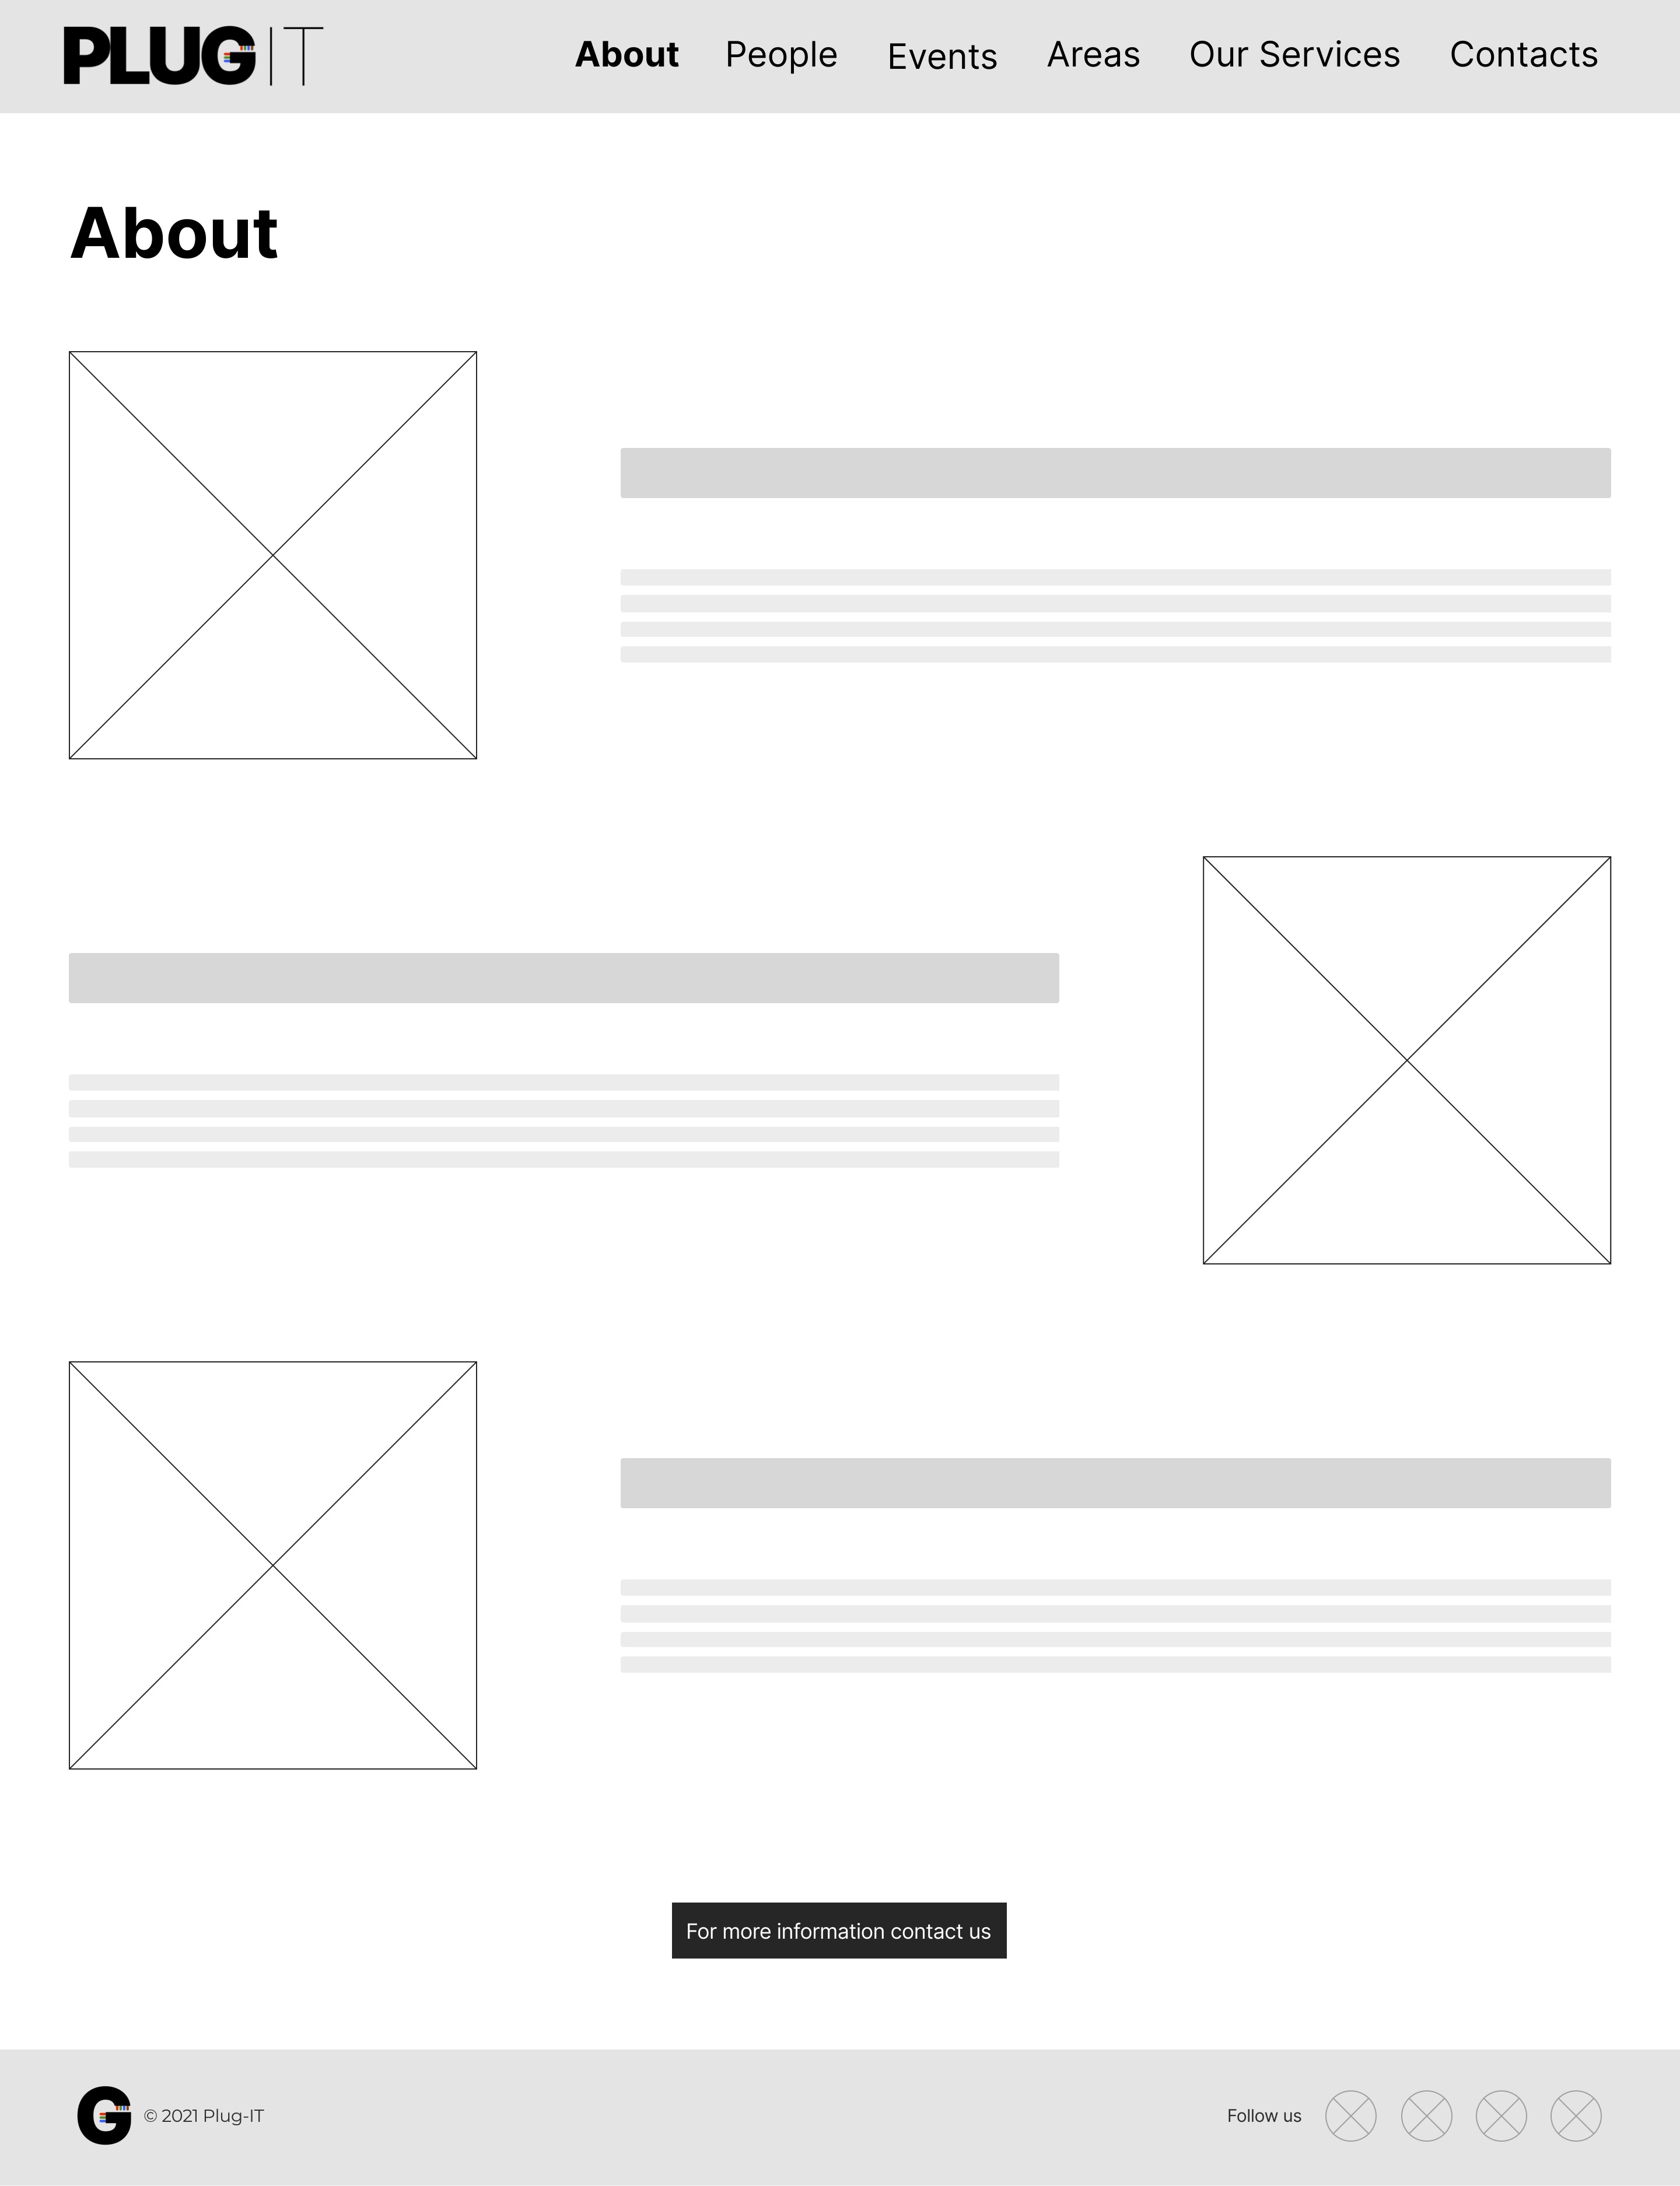 PLUG IT
About People Events Areas Our Services Contacts
About
For more information contact us
G © 2021 Plug-IT
Follow us